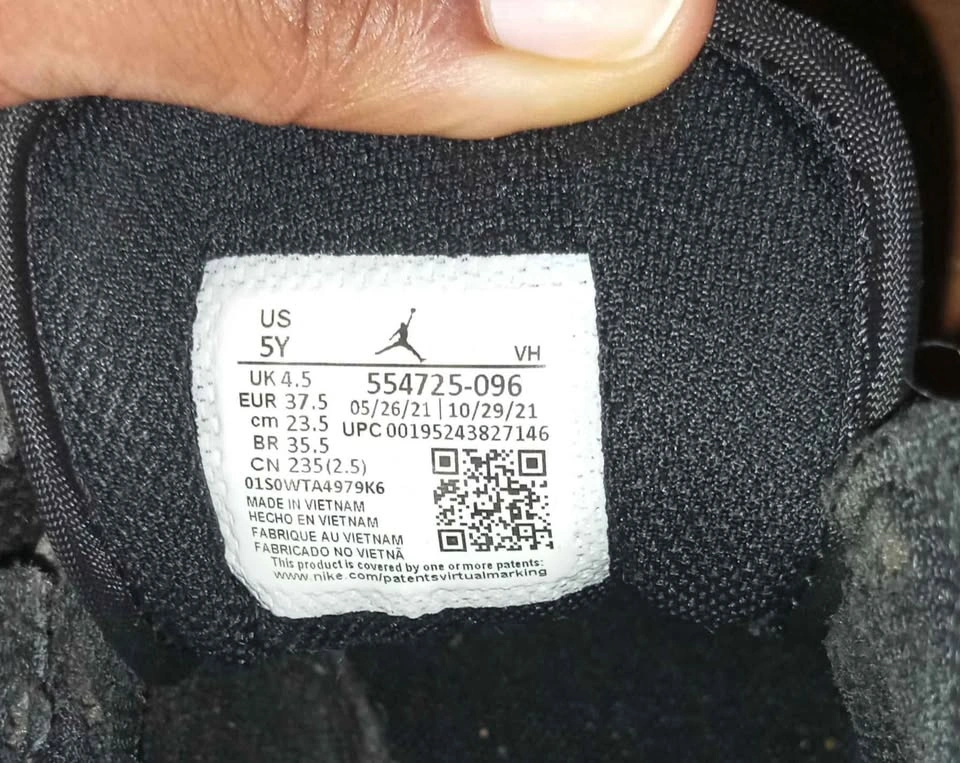 US
5Y
VH
UK 4.5
554725-096
EUR 37.5
05/26/21 | 10/29/21
cm 23.5
UPC 00195243827146
BR 35.5
CN 235(2.5)
01S0WTA4979K6
MADE IN VIETNAM
HECHO EN VIETNAM
FABRIQUE AU VIETNAM
FABRICADO NO VIETNÃ
This product is covered by one or more patents:
www.nike.com/patentsvirtualmarking